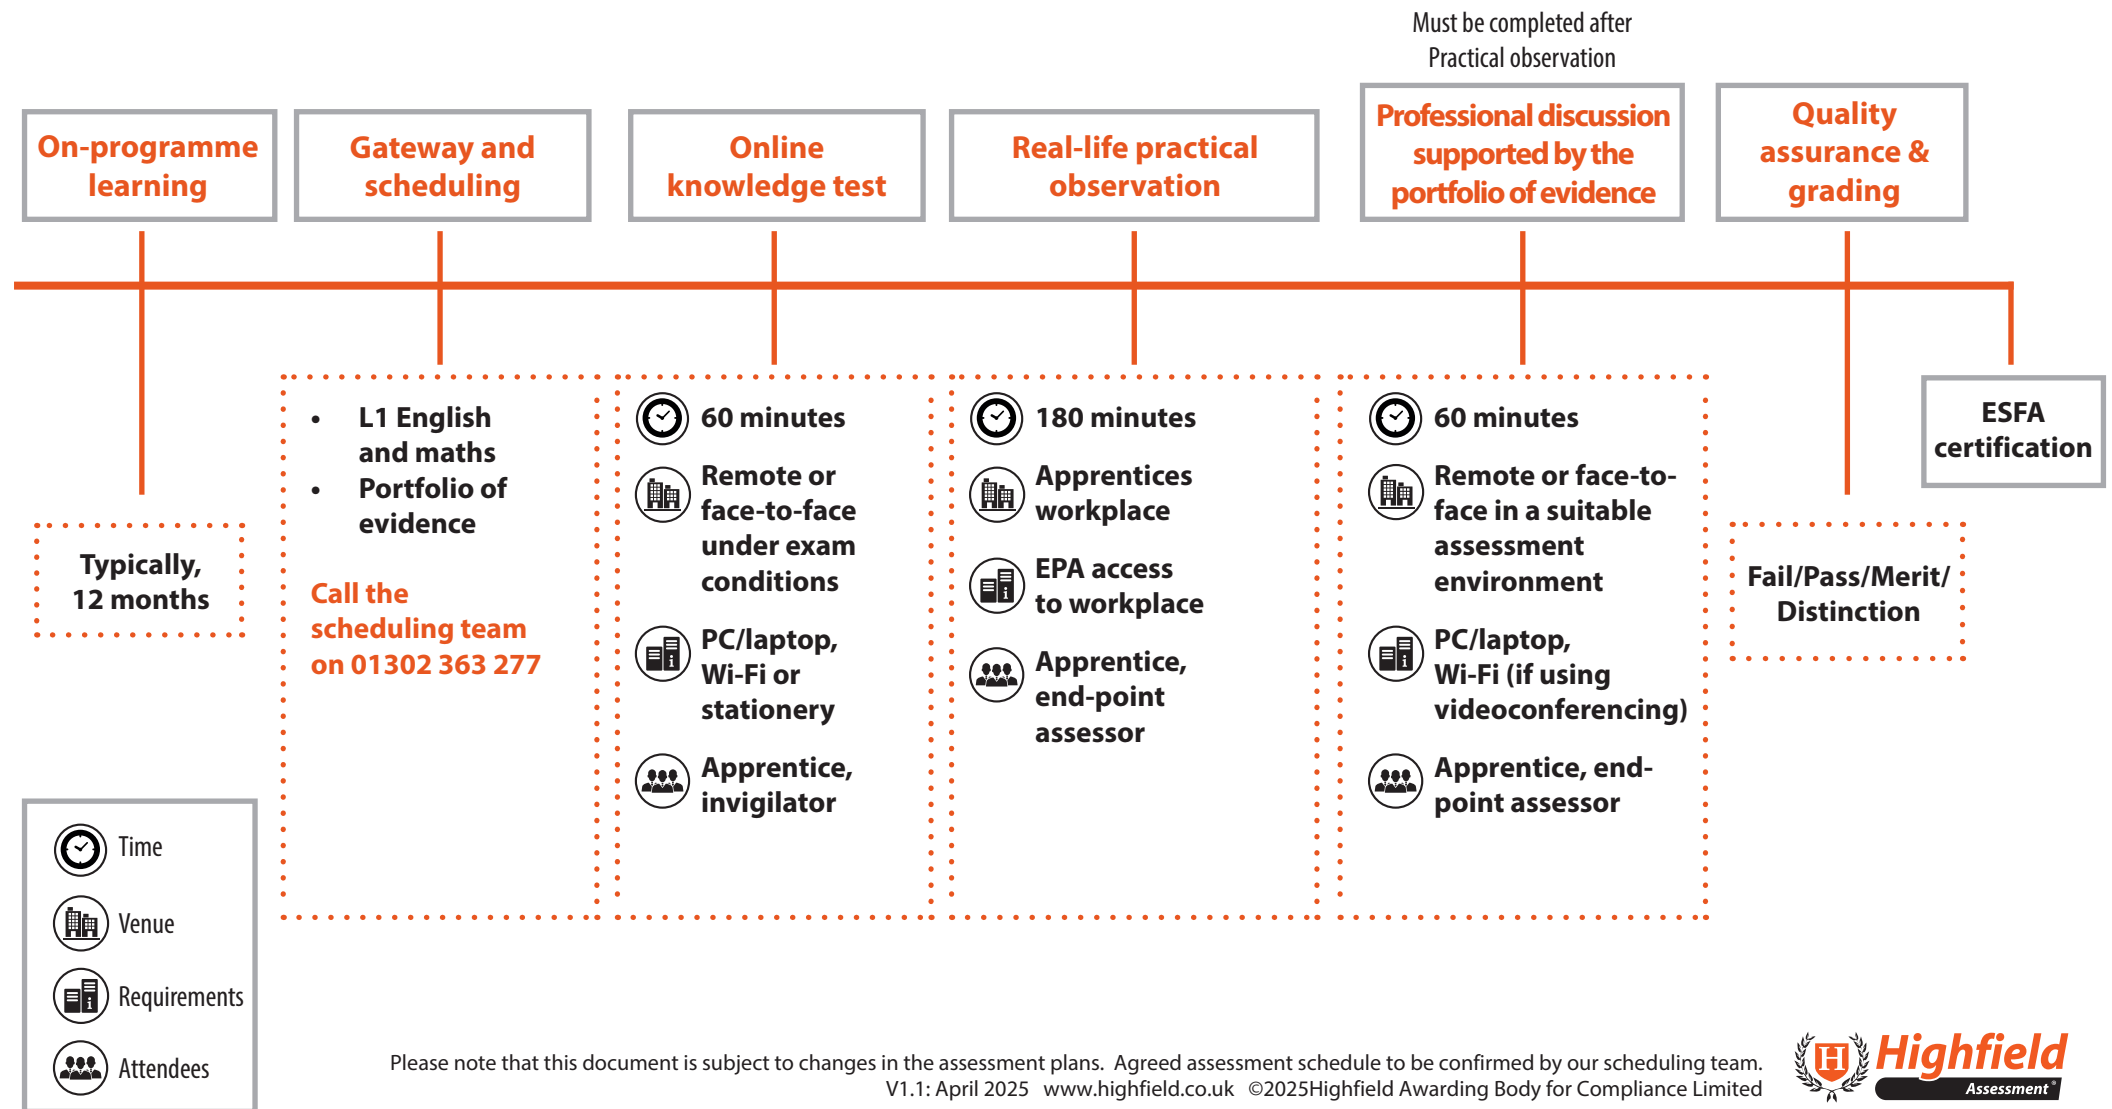 Must be completed after
Practical observation
On-programme
learning
Gateway and
scheduling
Online
knowledge test
Real-life practical
observation
Professional discussion
supported by the
portfolio of evidence
Quality
assurance &
grading
Typically,
12 months
• L1 English
and maths
• Portfolio of
evidence
Call the
scheduling team
on 01302 363 277
60 minutes
Remote or
face-to-face
under exam
conditions
PC/laptop,
Wi-Fi or
stationery
Apprentice,
invigilator
180 minutes
Apprentices
workplace
EPA access
to workplace
Apprentice,
end-point
assessor
60 minutes
Remote or face-to-
face in a suitable
assessment
environment
PC/laptop,
Wi-Fi (if using
videoconferencing)
Apprentice, end-
point assessor
Fail/Pass/Merit/
Distinction
ESFA
certification
Time
Venue
Requirements
Attendees
Please note that this document is subject to changes in the assessment plans. Agreed assessment schedule to be confirmed by our scheduling team.
V1.1: April 2025 www.highfield.co.uk ©2025Highfield Awarding Body for Compliance Limited
H
Highfield
Assessment®